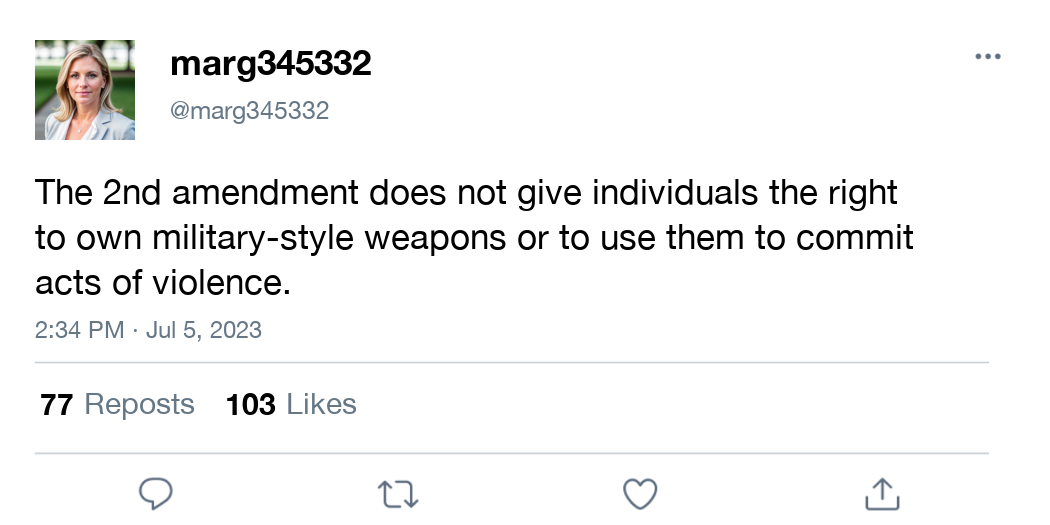 marg345332
@marg345332
The 2nd amendment does not give individuals the right
to own military-style weapons or to use them to commit
acts of violence.
2:34 PM · Jul 5, 2023
77 Reposts 103 Likes